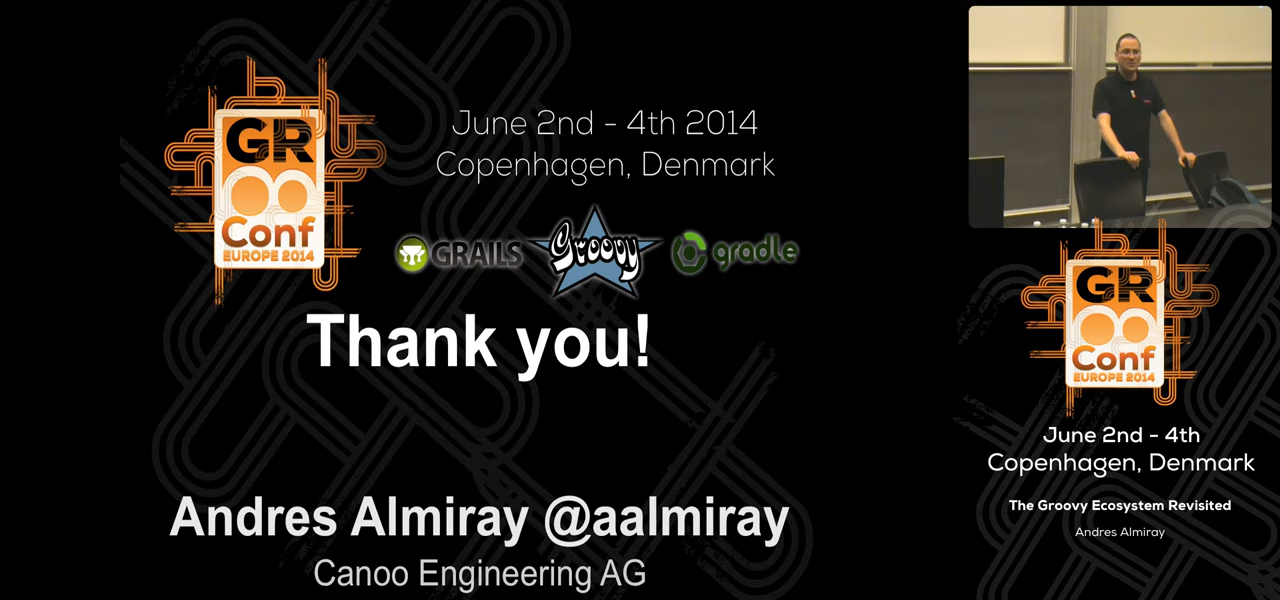 GR
Conf
EUROPE 2014
June 2nd - 4th 2014
Copenhagen, Denmark
GRAILS
Groovy
gradle
Thank you!
Andres Almiray @aalmiray
Canoo Engineering AG
GR
Conf
EUROPE 2014
June 2nd - 4th
Copenhagen, Denmark
The Groovy Ecosystem Revisited
Andres Almiray